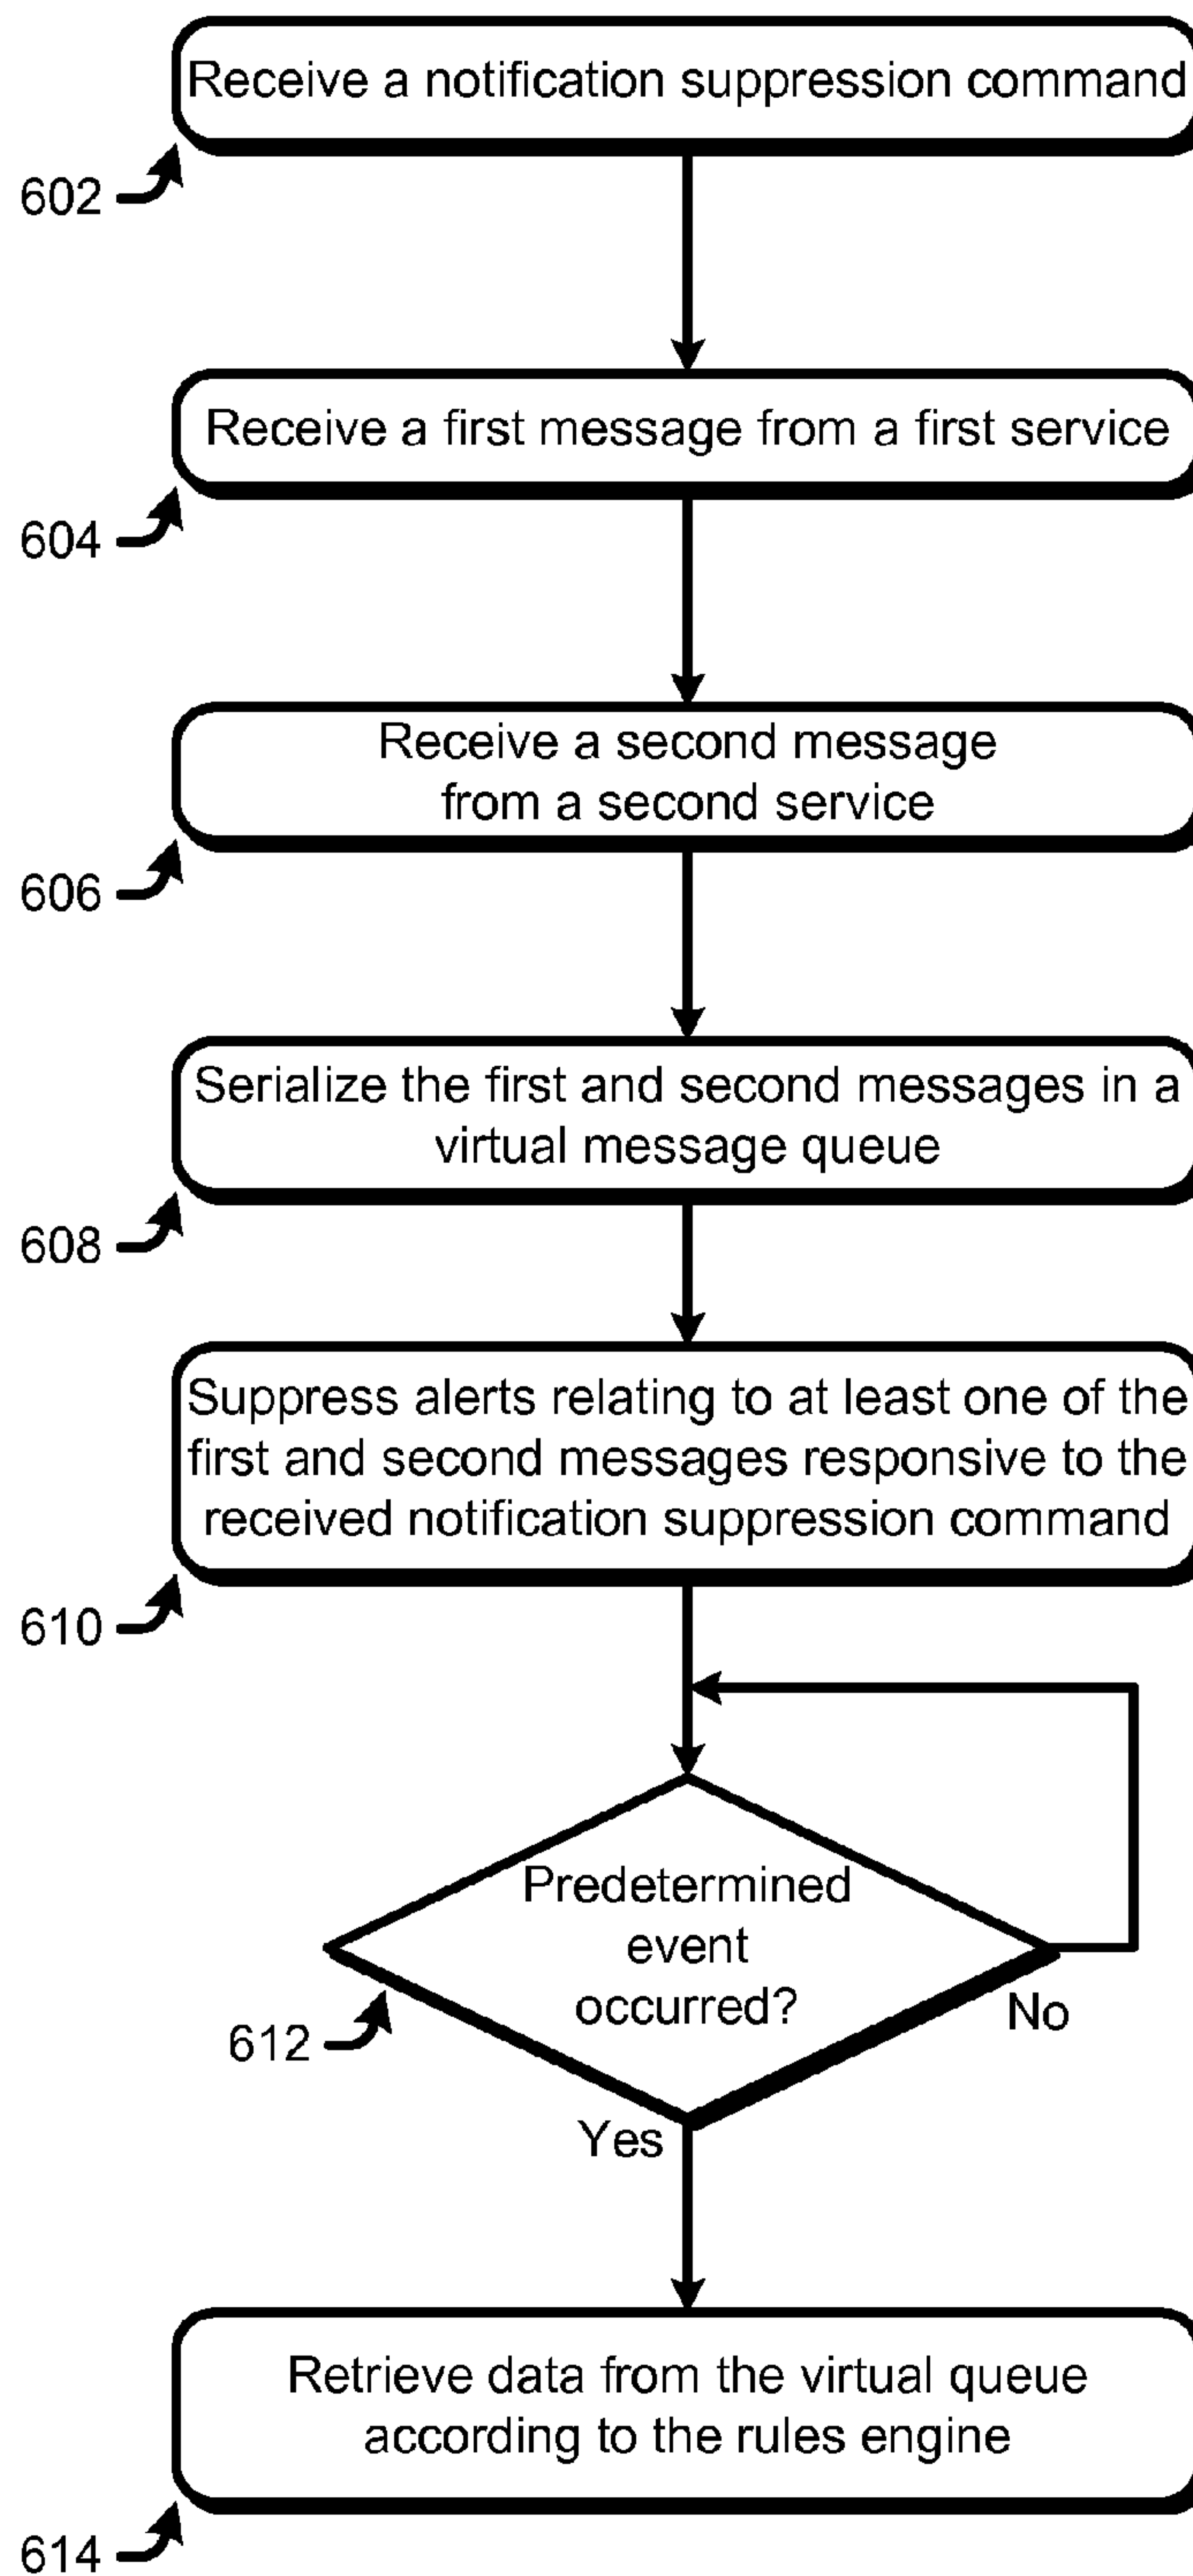 Receive a notification suppression command
602
Receive a first message from a first service
604
Receive a second message
from a second service
606
Serialize the first and second messages in a
virtual message queue
608
Suppress alerts relating to at least one of the
first and second messages responsive to the
received notification suppression command
610
Predetermined
event
occurred?
612
No
Yes
Retrieve data from the virtual queue
according to the rules engine
614